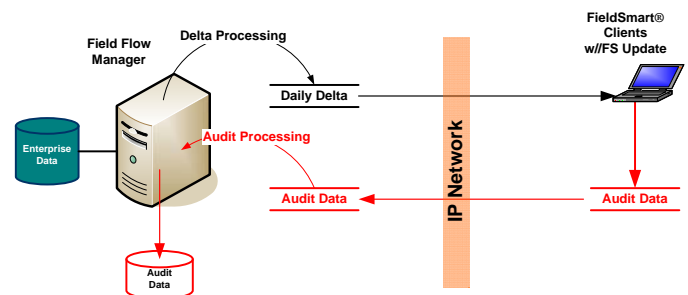 FieldSmart®
Clients
w//FS Update
Delta Processing
Field Flow
Manager
Daily Delta
Audit Processing
Enterprise
Data
IP Network
Audit Data
Audit Data
Audit
Data